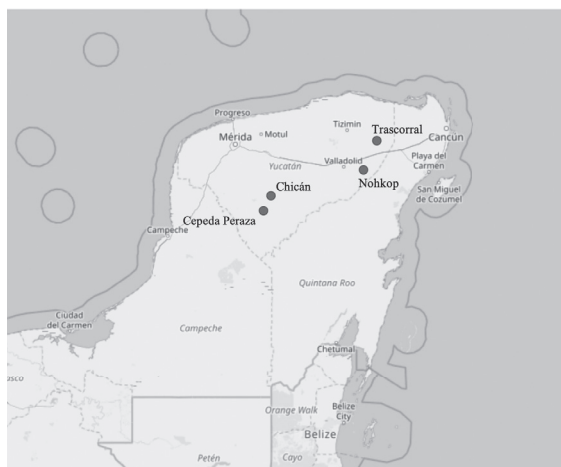 Progreso
Mérida
Motul
Tizimín
Trascorral
Cancún
Yucatán
Valladolid
Playa del
Carmen
Nohkop
San Miguel
de Cozumel
Chicán
Cepeda Peraza
Campeche
Quintana Roo
Ciudad
del Carmen
Campeche
Chetumal
asco
Orange Walk
Belize
City
Belize
Petén
Cayo